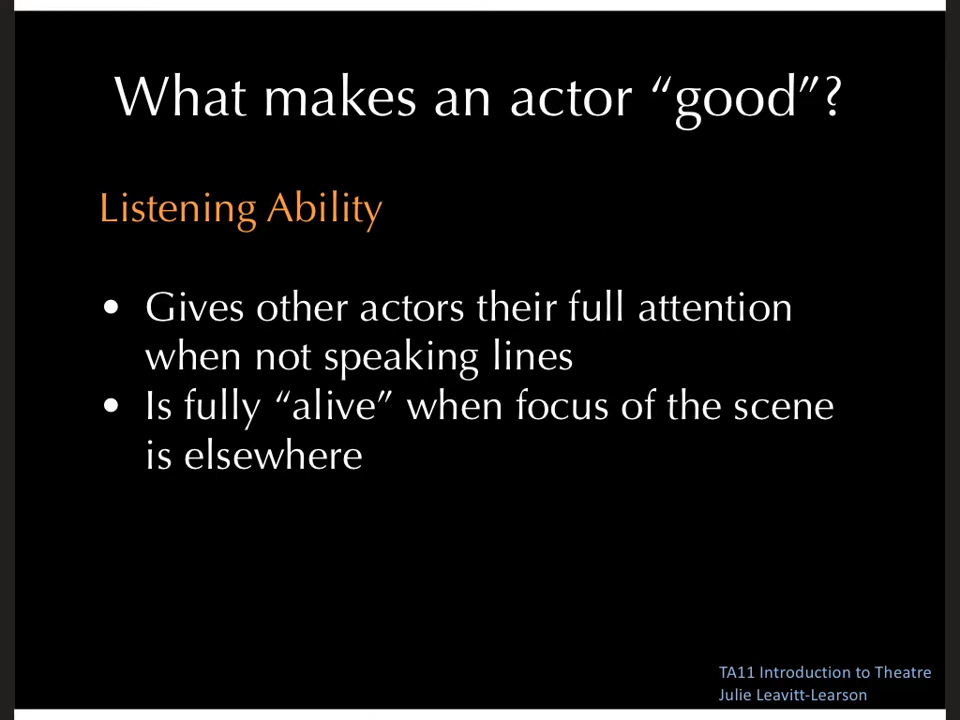 What makes an actor “good”?
Listening Ability
• Gives other actors their full attention
when not speaking lines
• Is fully “alive” when focus of the scene
is elsewhere
TA11 Introduction to Theatre
Julie Leavitt-Learson